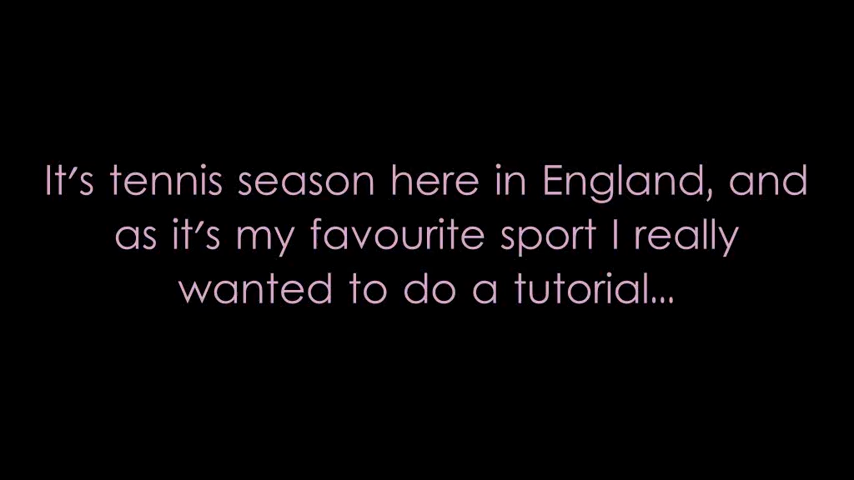 It's tennis season here in England, and
as it's my favourite sport I really
wanted to do a tutorial...